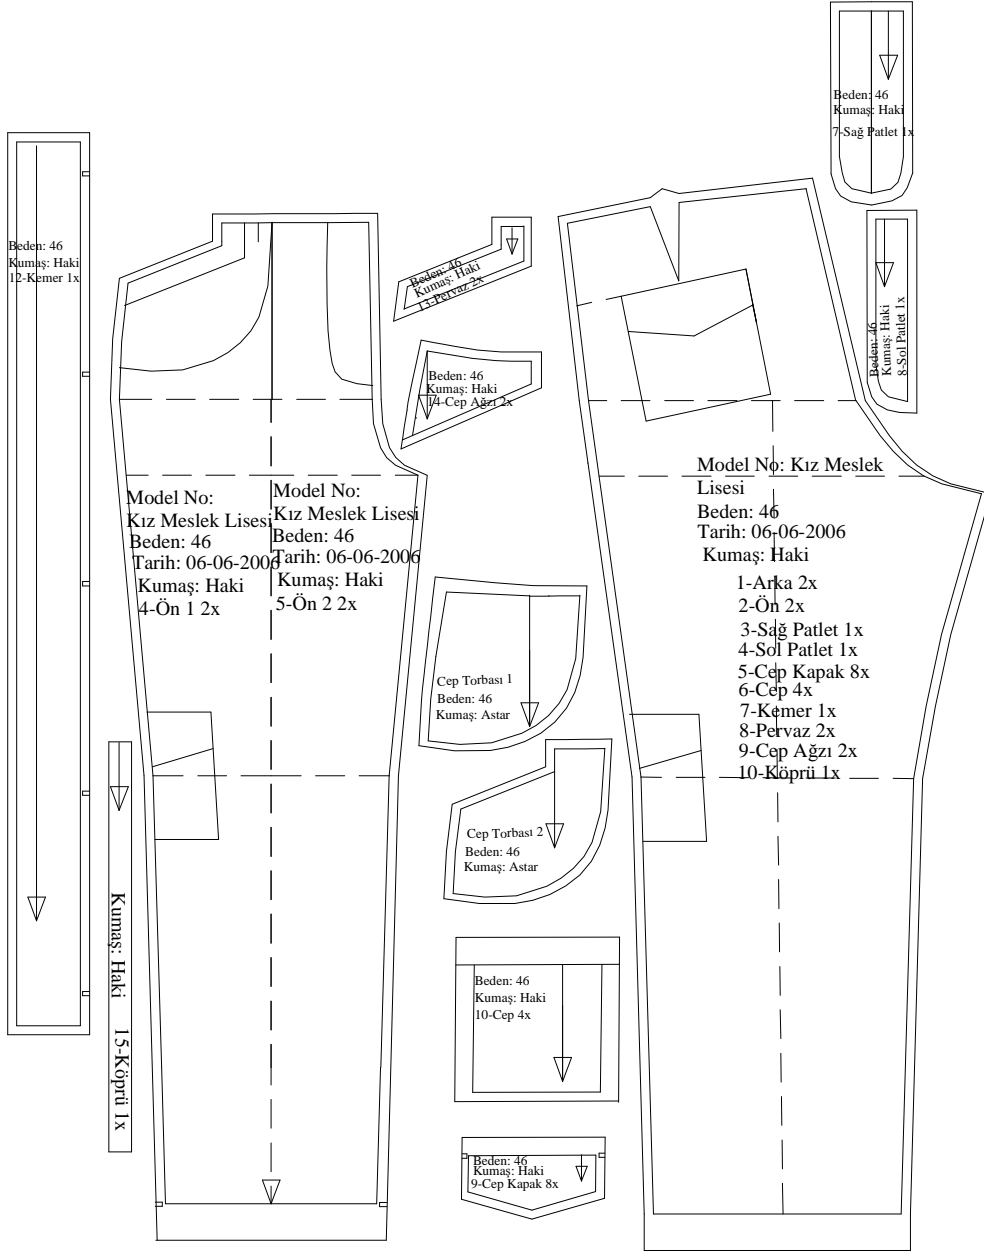 Beden: 46
Kumaş: Haki
7-Sağ Patlet 1x
Beden: 46
Kumaş: Haki
12-Kemer 1x
Beden: 46
Kumaş: Haki
13-Pervaz 2x
Beden: 46
Kumaş: Haki
8-Sol Patlet 1x
Beden: 46
Kumaş: Haki
14-Cep Ağzı 2x
Model No:
Kız Meslek Lisesi
Beden: 46
Tarih: 06-06-2006
Kumaş: Haki
4-Ön 1 2x
Model No:
Kız Meslek Lisesi
Beden: 46
Tarih: 06-06-2006
Kumaş: Haki
5-Ön 2 2x
Model No: Kız Meslek
Lisesi
Beden: 46
Tarih: 06-06-2006
Kumaş: Haki
1-Arka 2x
2-Ön 2x
3-Sağ Patlet 1x
4-Sol Patlet 1x
5-Cep Kapak 8x
6-Cep 4x
7-Kemer 1x
8-Pervaz 2x
9-Cep Ağzı 2x
10-Köprü 1x
Cep Torbası 1
Beden: 46
Kumaş: Astar
Cep Torbası 2
Beden: 46
Kumaş: Astar
Kumaş: Haki 15-Köprü 1x
Beden: 46
Kumaş: Haki
10-Cep 4x
Beden: 46
Kumaş: Haki
9-Cep Kapak 8x